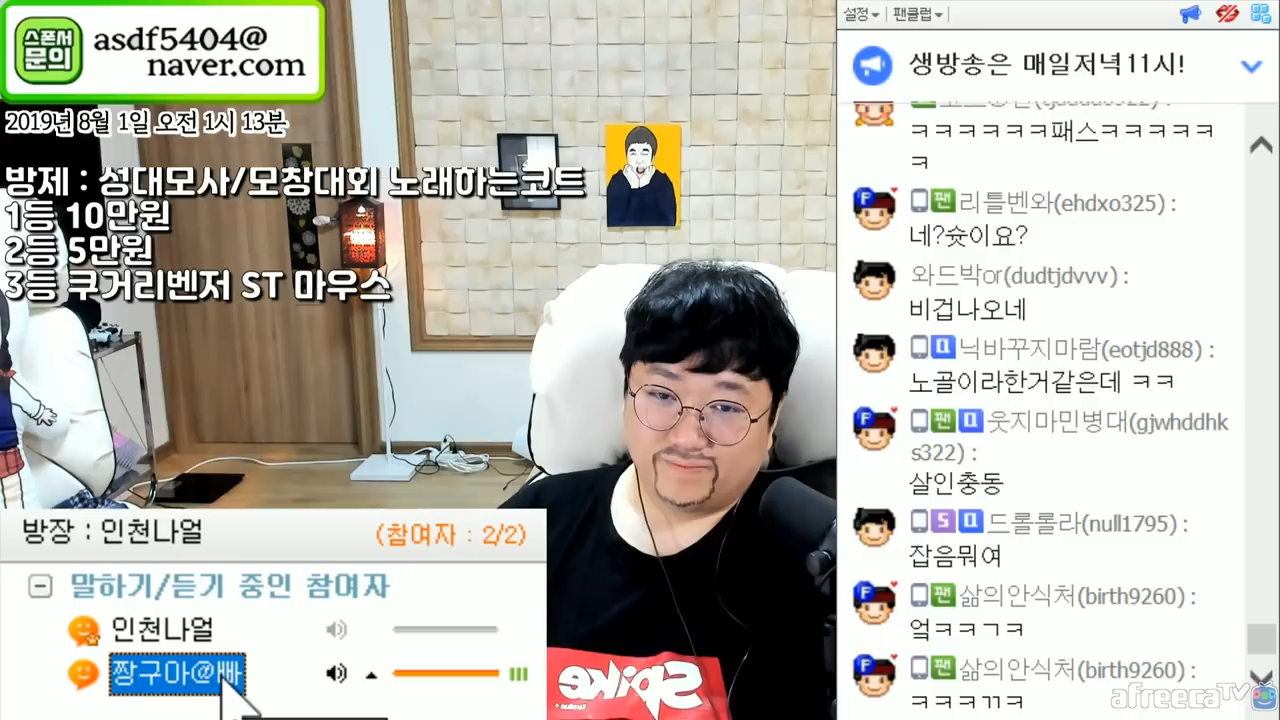 스폰서
문의
asdf5404@
naver.com
2019년 8월 1일 오전 1시 13분
방제 : 성대모사/모창대회 노래하는코트
1등 10만원
2등 5만원
3등 쿠거리벤저 ST 마우스
방장 : 인천나얼
(참여자 : 2/2)
말하기/듣기 중인 참여자
인천나얼
짱구아@빠
Spike
설정
팬클럽
생방송은 매일저녁11시!
ㅋㅋㅋㅋㅋㅋ패스ㅋㅋㅋㅋㅋ
ㅋ
팬 리틀벤와(ehdxo325) :
네?슛이요?
와드박or(dudtjdvvv) :
비겁나오네
넉바꾸지마람(eotjd888) :
노골이라한거같은데 ㅋㅋ
팬 웃지마민병대(gjwhddhk
s322) :
살인충동
S 드롤롤라(null1795) :
잡음뭐여
팬 삶의안식처(birth9260) :
엌ㅋㅋㄱㅋ
팬 삶의안식처(birth9260) :
ㅋㅋㅋㄲㅋ
afreecaTV